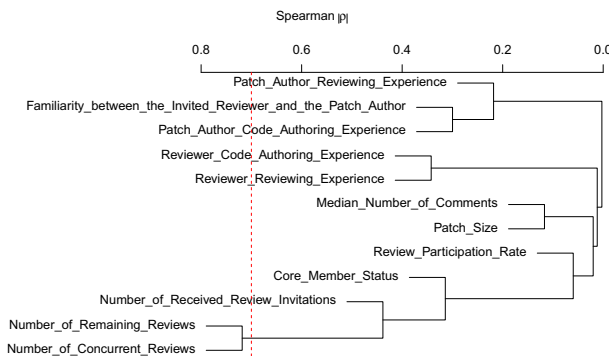 Spearman |ρ|
0.8 0.6 0.4 0.2 0.0
Patch_Author_Reviewing_Experience
Familiarity_between_the_Invited_Reviewer_and_the_Patch_Author
Patch_Author_Code_Authoring_Experience
Reviewer_Code_Authoring_Experience
Reviewer_Reviewing_Experience
Median_Number_of_Comments
Patch_Size
Review_Participation_Rate
Core_Member_Status
Number_of_Received_Review_Invitations
Number_of_Remaining_Reviews
Number_of_Concurrent_Reviews